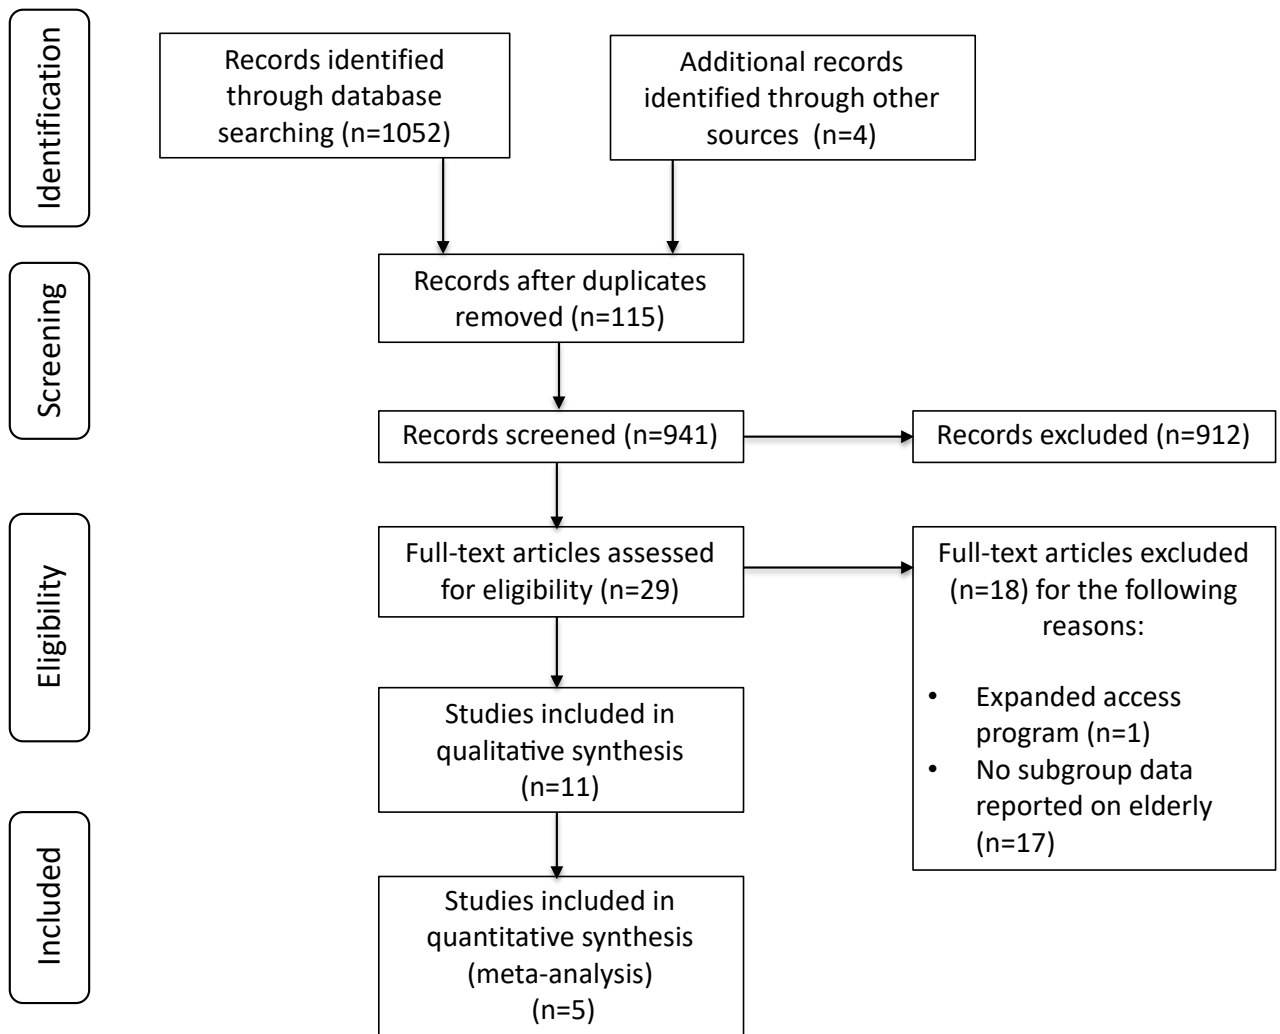 Identification
Records identified
through database
searching (n=1052)
Additional records
identified through other
sources  (n=4)
Screening
Records after duplicates
removed (n=115)
Records screened (n=941)
Records excluded (n=912)
Eligibility
Full-text articles assessed
for eligibility (n=29)
Full-text articles excluded
(n=18) for the following
reasons:
• Expanded access
program (n=1)
• No subgroup data
reported on elderly
(n=17)
Studies included in
qualitative synthesis
(n=11)
Included
Studies included in
quantitative synthesis
(meta-analysis)
(n=5)